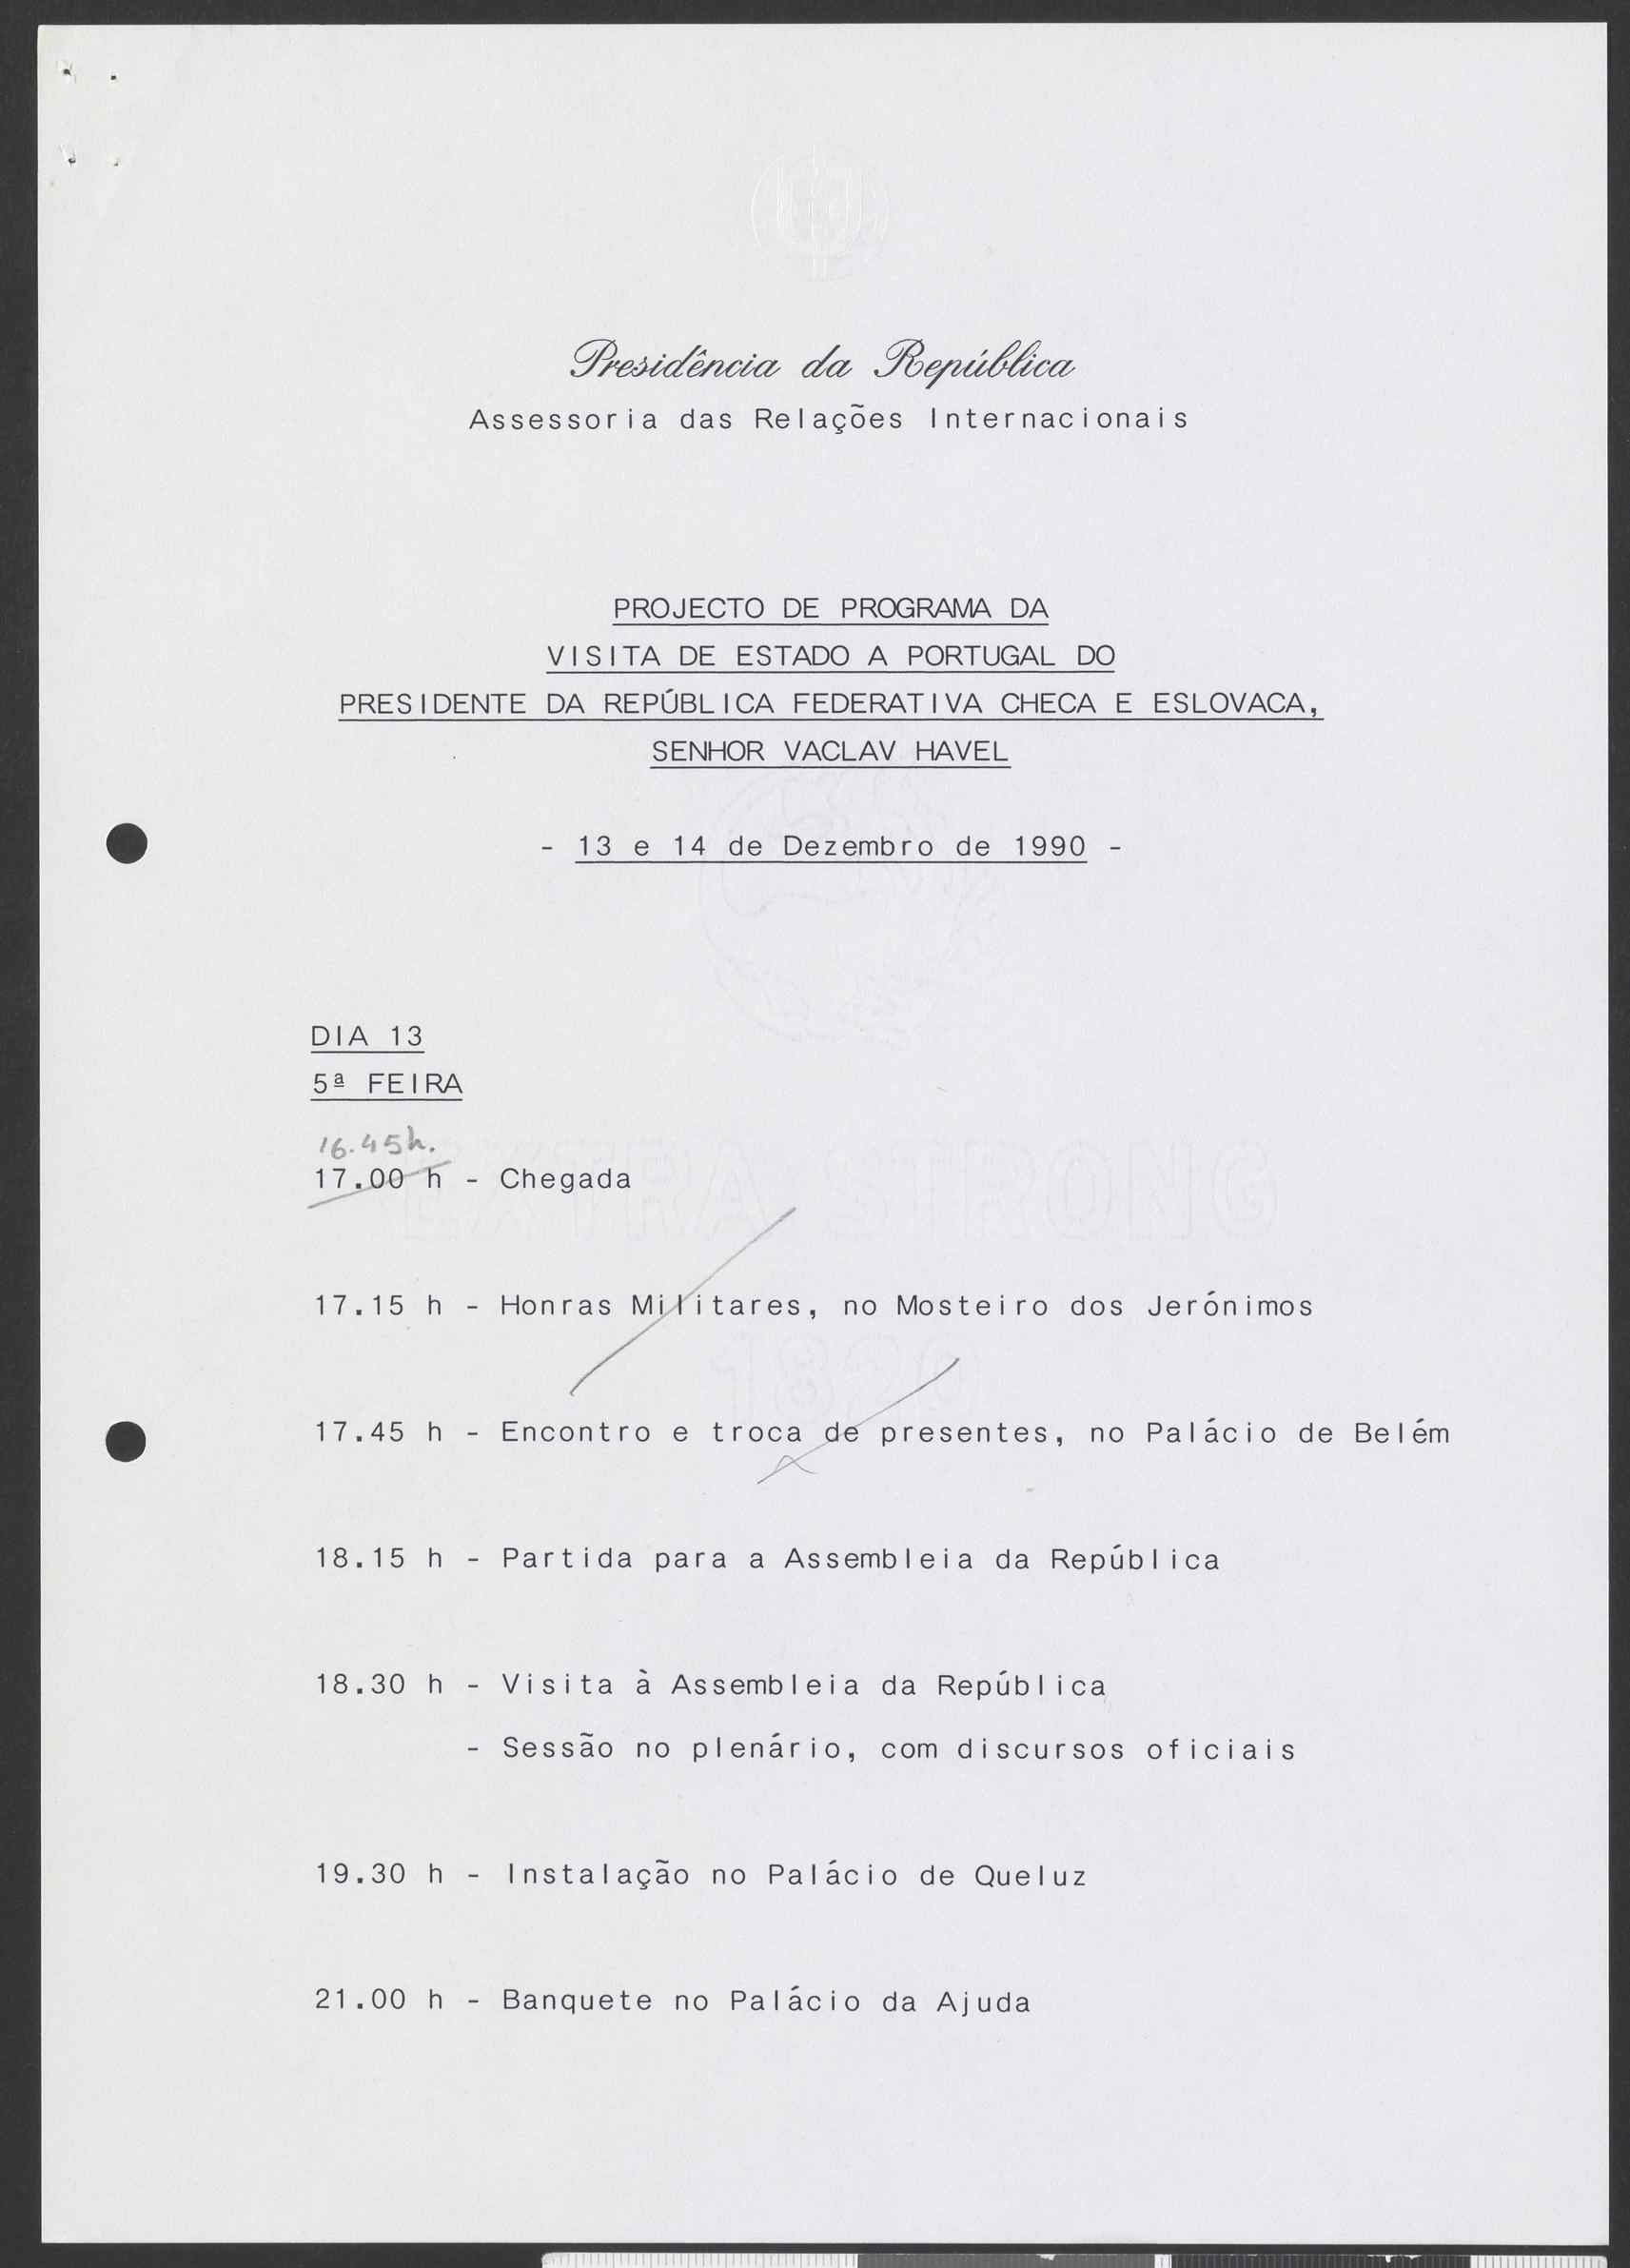 Presidência da República
Assessoria das Relações Internacionais
PROJECTO DE PROGRAMA DA
VISITA DE ESTADO A PORTUGAL DO
PRESIDENTE DA REPÚBLICA FEDERATIVA CHECA E ESLOVACA,
SENHOR VACLAV HAVEL
- 13 e 14 de Dezembro de 1990 -
DIA 13
5ª FEIRA
16.45h.
17.00 h - Chegada
EXTRA STRONG
17.15 h - Honras Militares, no Mosteiro dos Jerónimos
17.45 h - Encontro e troca de presentes, no Palácio de Belém
18.15 h - Partida para a Assembleia da República
18.30 h - Visita à Assembleia da República
- Sessão no plenário, com discursos oficiais
19.30 h - Instalação no Palácio de Queluz
21.00 h - Banquete no Palácio da Ajuda